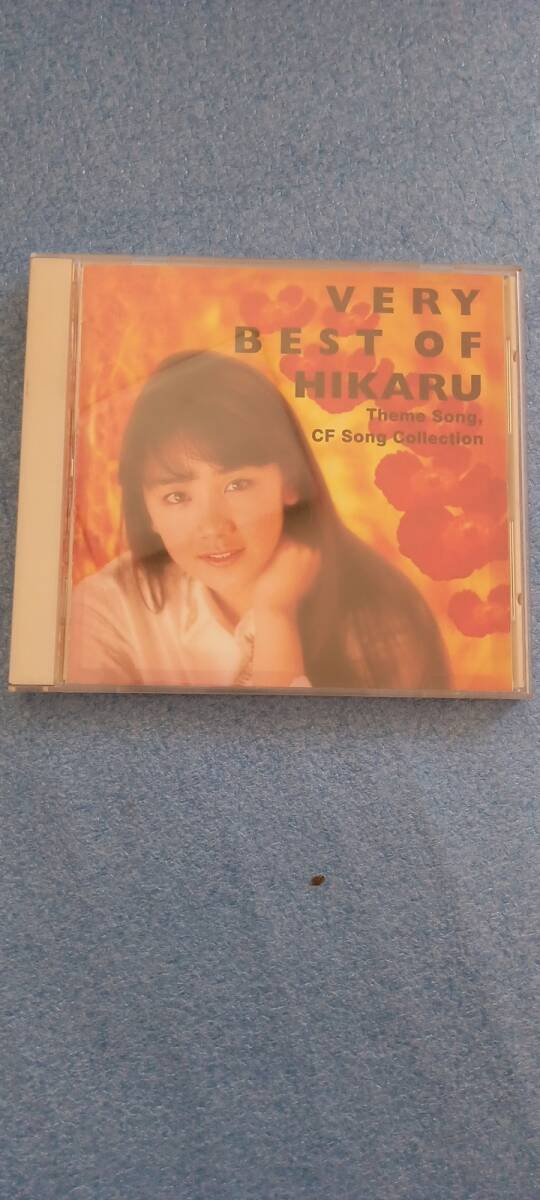 VERY
BEST OF
HIKARU
Theme Song,
CF Song Collection